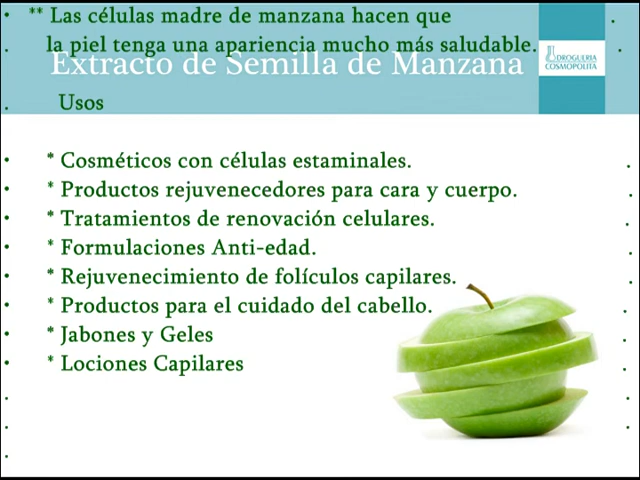 ** Las células madre de manzana hacen que
la piel tenga una apariencia mucho más saludable.
Extracto de Semilla de Manzana
DROGUERIA
COSMOPOLITA
Usos
* Cosméticos con células estaminales.
* Productos rejuvenecedores para cara y cuerpo.
* Tratamientos de renovación celulares.
* Formulaciones Anti-edad.
* Rejuvenecimiento de folículos capilares.
* Productos para el cuidado del cabello.
* Jabones y Geles
* Lociones Capilares